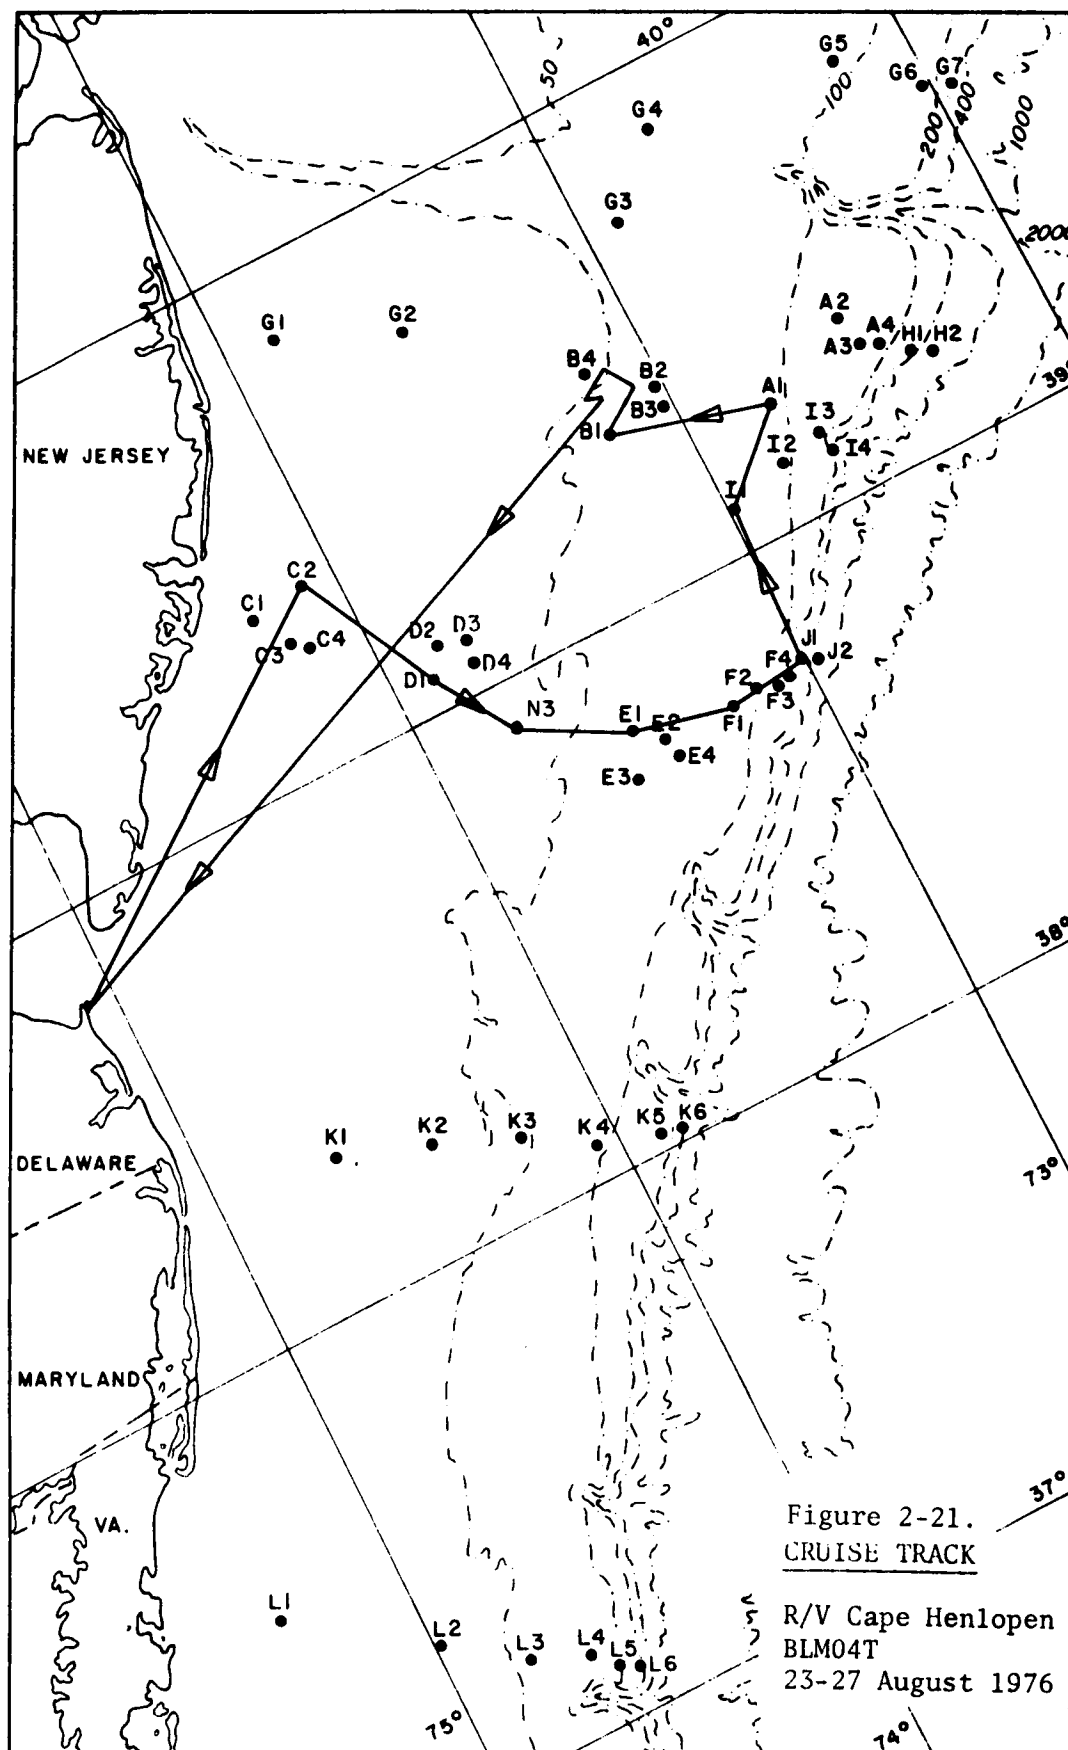 40°
50
G5
G6
G7
100
200
400
1000
G4
G3
2000
G1
G2
A2
A3
A4
H1
H2
B4
B2
B3
B1
A1
39°
I3
I2
I4
I1
NEW JERSEY
C2
C1
C3
C4
D2
D3
D4
D1
N3
E1
E2
E4
E3
J1
J2
F4
F2
F3
F1
38°
K1
K2
K3
K4
K5
K6
73°
DELAWARE
MARYLAND
VA.
37°
L1
L2
L3
L4
L5
L6
75°
74°
Figure 2-21.
CRUISE TRACK
R/V Cape Henlopen
BLM04T
23-27 August 1976